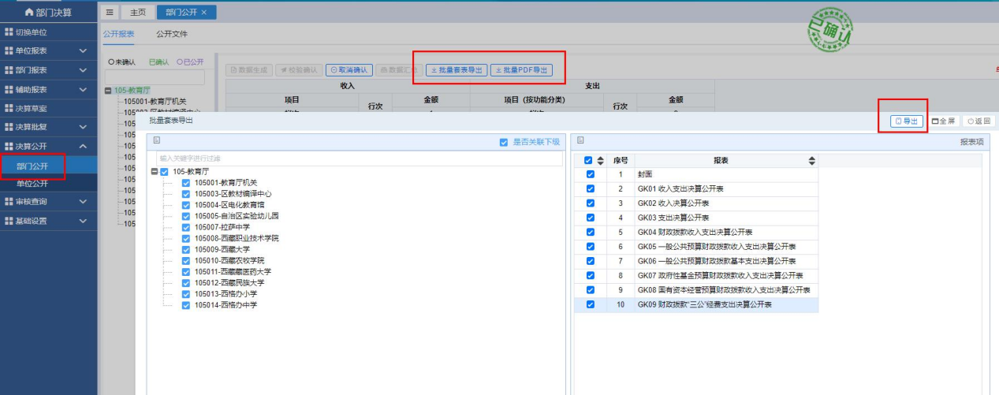 部门决算
主页
部门公开 ×
切换单位
单位报表
部门报表
辅助报表
决算草案
决算批复
决算公开
部门公开
单位公开
审核查询
基础设置
公开报表
公开文件
已确认
未确认
已确认
已公开
数据生成
校验确认
取消确认
数据汇总
批量套表导出
批量PDF导出
105-教育厅
105001-教育厅机关
收入
支出
项目
行次
金额
项目（按功能分类）
行次
金额
批量套表导出
导出
全屏
返回
是否关联下级
报表项
输入关键字进行过滤
105-教育厅
105001-教育厅机关
105003-区教材编译中心
105004-区电化教育馆
105005-自治区实验幼儿园
105007-拉萨中学
105008-西藏职业技术学院
105009-西藏大学
105010-西藏农牧学院
105011-西藏藏医药大学
105012-西藏民族大学
105013-西格办小学
105014-西格办中学
序号 报表
1 封面
2 GK01 收入支出决算公开表
3 GK02 收入决算公开表
4 GK03 支出决算公开表
5 GK04 财政拨款收入支出决算公开表
6 GK05 一般公共预算财政拨款收入支出决算公开表
7 GK06 一般公共预算财政拨款基本支出决算公开表
8 GK07 政府性基金预算财政拨款收入支出决算公开表
9 GK08 国有资本经营预算财政拨款收入支出决算公开表
10 GK09 财政拨款“三公”经费支出决算公开表